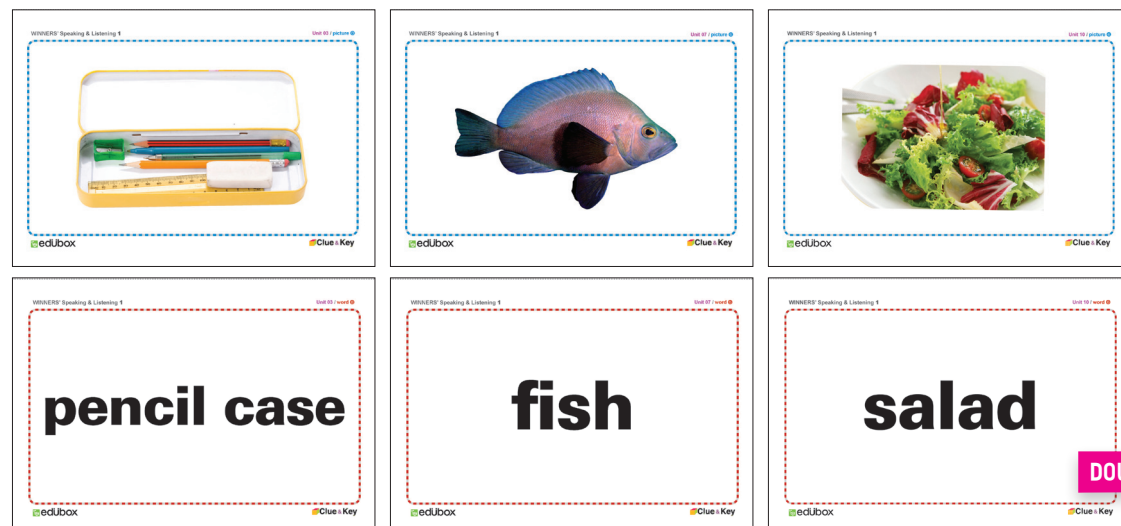 WINNERS' Speaking & Listening 1
Unit 03 / picture
edUbox
Clue & Key
WINNERS' Speaking & Listening 1
Unit 07 / picture
edUbox
Clue & Key
WINNERS' Speaking & Listening 1
Unit 10 / picture
edUbox
Clue & Key
WINNERS' Speaking & Listening 1
Unit 03 / word
pencil case
edUbox
Clue & Key
WINNERS' Speaking & Listening 1
Unit 07 / word
fish
edUbox
Clue & Key
WINNERS' Speaking & Listening 1
Unit 10 / word
salad
DOU
edUbox
Clue & Key